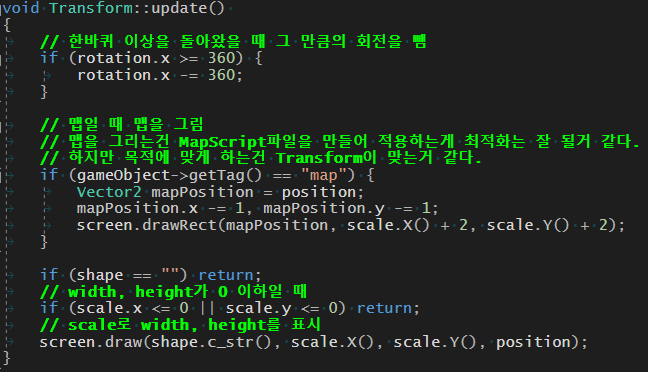 void Transform::update()
{
// 한바퀴 이상을 돌아왔을 때 그 만큼의 회전을 뺌
if (rotation.x >= 360) {
rotation.x -= 360;
}
// 맵일 때 맵을 그림
// 맵을 그리는건 MapScript파일을 만들어 적용하는게 최적화는 잘 될거 같다.
// 하지만 목적에 맞게 하는건 Transform이 맞는거 같다.
if (gameObject->getTag() == "map") {
Vector2 mapPosition = position;
mapPosition.x -= 1, mapPosition.y -= 1;
screen.drawRect(mapPosition, scale.X() + 2, scale.Y() + 2);
}
if (shape == "") return;
// width, height가 0 이하일 때
if (scale.x <= 0 || scale.y <= 0) return;
// scale로 width, height를 표시
screen.draw(shape.c_str(), scale.X(), scale.Y(), position);
}